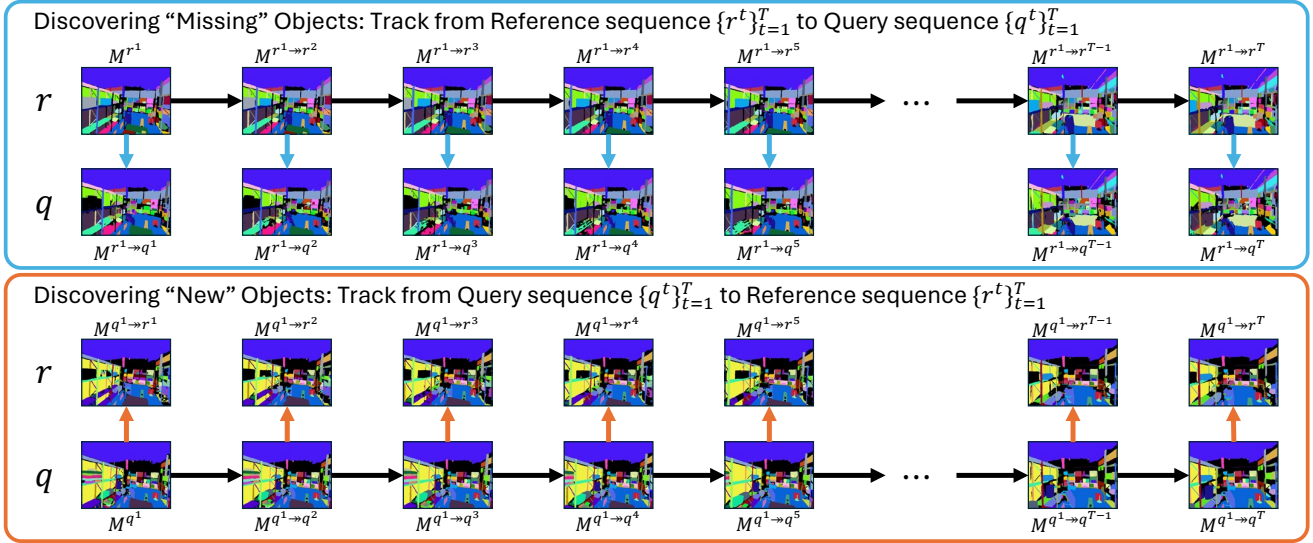 Discovering “Missing” Objects: Track from Reference sequence {r^t}_{t=1}^T to Query sequence {q^t}_{t=1}^T
M^{r^1} M^{r^1↠r^2} M^{r^1↠r^3} M^{r^1↠r^4} M^{r^1↠r^5} M^{r^1↠r^{T−1}} M^{r^1↠r^T}
r ...
q
M^{r^1↠q^1} M^{r^1↠q^2} M^{r^1↠q^3} M^{r^1↠q^4} M^{r^1↠q^5} M^{r^1↠q^{T−1}} M^{r^1↠q^T}
Discovering “New” Objects: Track from Query sequence {q^t}_{t=1}^T to Reference sequence {r^t}_{t=1}^T
M^{q^1↠r^1} M^{q^1↠r^2} M^{q^1↠r^3} M^{q^1↠r^4} M^{q^1↠r^5} M^{q^1↠r^{T−1}} M^{q^1↠r^T}
r
q ...
M^{q^1} M^{q^1↠q^2} M^{q^1↠q^3} M^{q^1↠q^4} M^{q^1↠q^5} M^{q^1↠q^{T−1}} M^{q^1↠q^T}